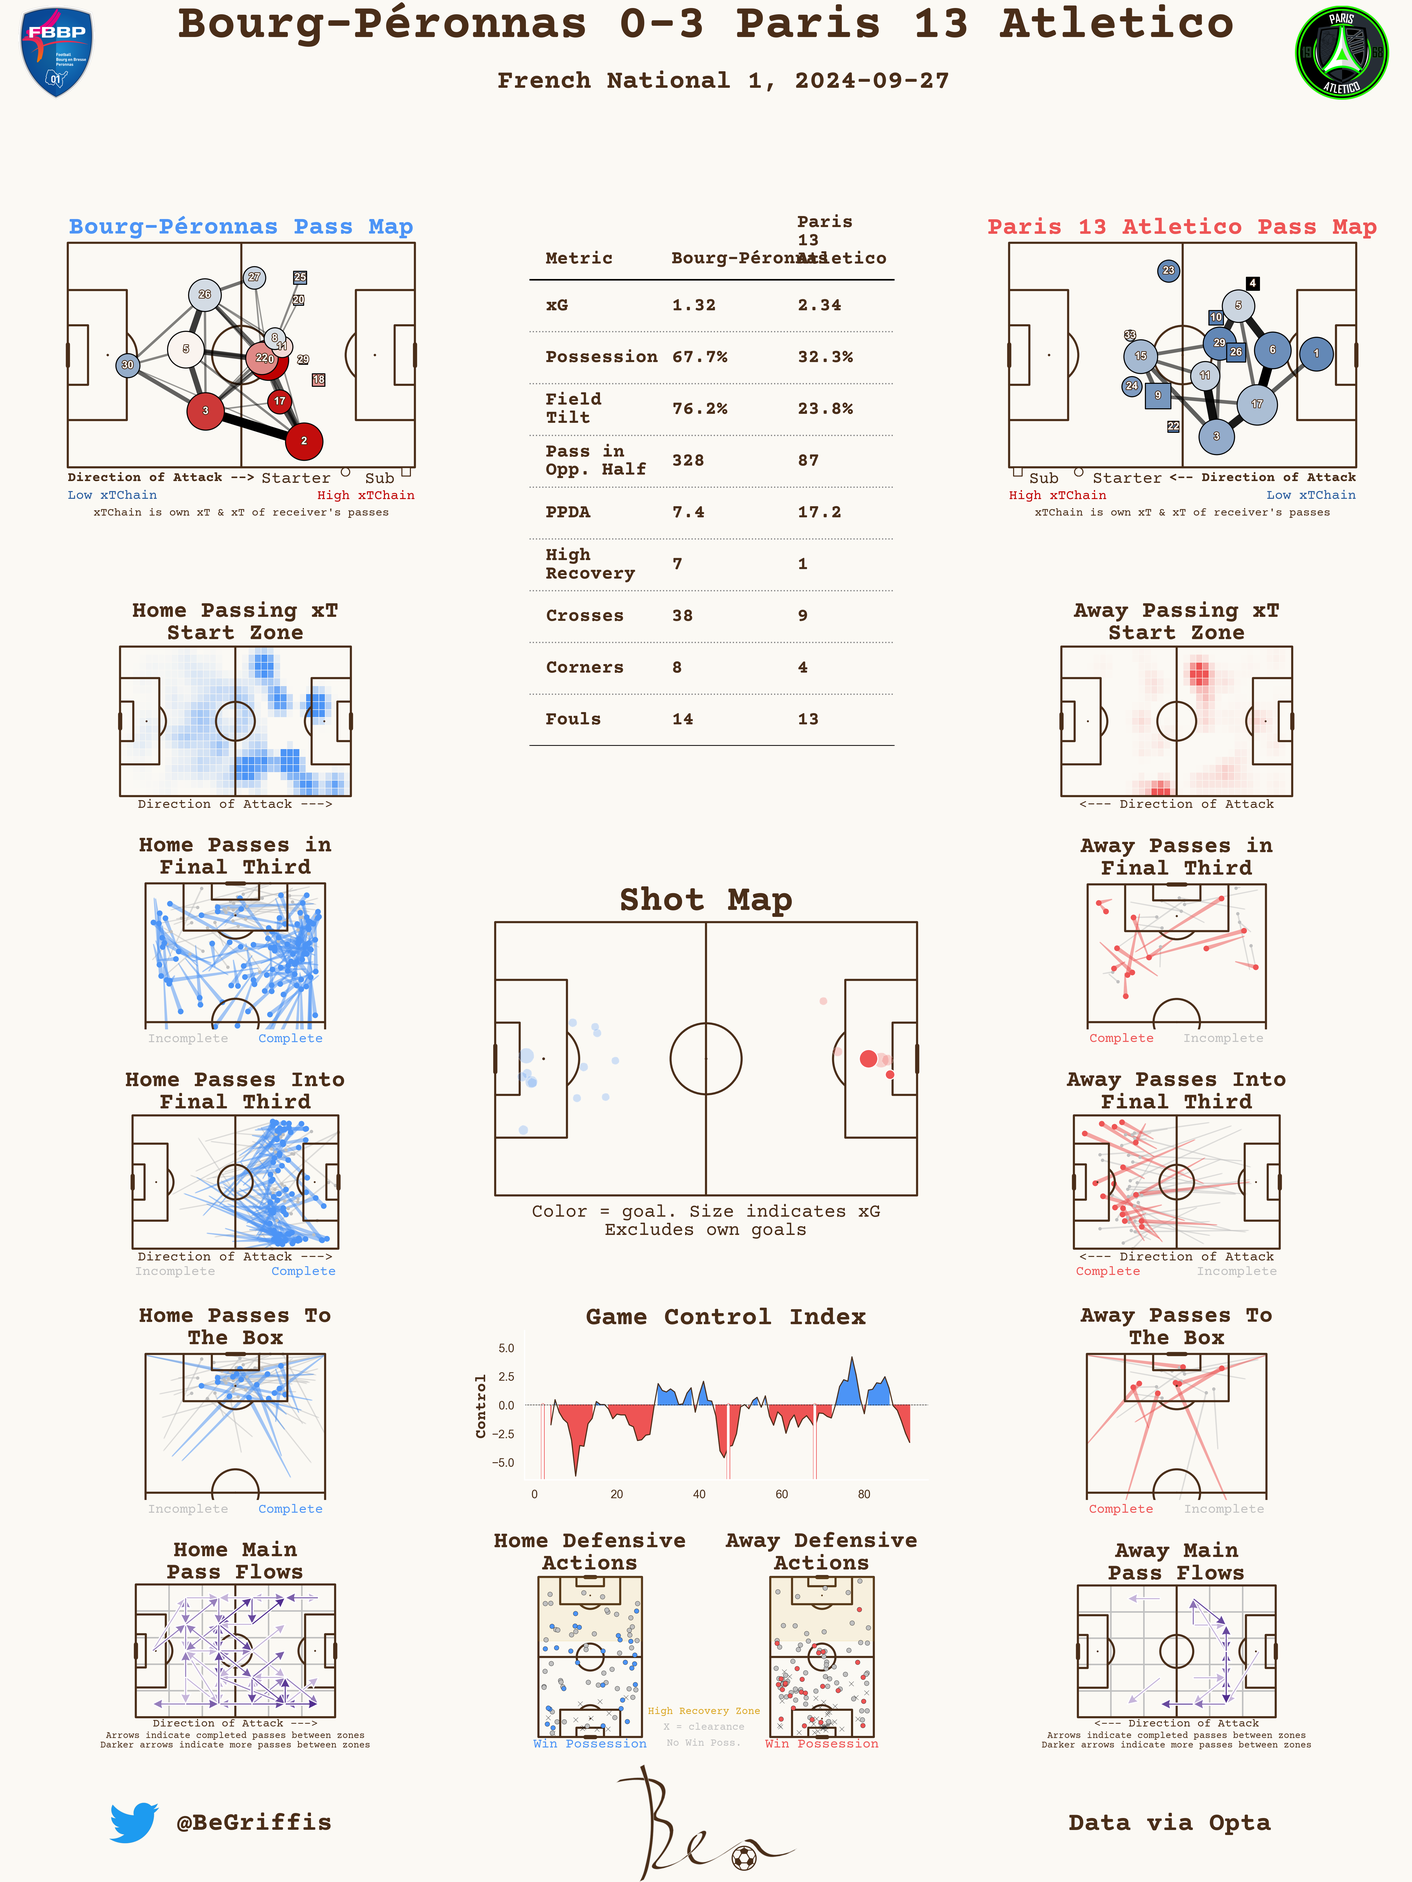 Bourg-Péronnas 0-3 Paris 13 Atletico
French National 1, 2024-09-27
FBBP
Football
Bourg en Bresse
Peronnas
01
PARIS
19 68
ATLETICO
Bourg-Péronnas Pass Map
27
25
26
20
8
11
5
22
0
29
30
18
17
3
2
Direction of Attack --> Starter Sub
Low xTChain High xTChain
xTChain is own xT & xT of receiver's passes
Metric Bourg-Péronnas Paris 13 Atletico
xG 1.32 2.34
Possession 67.7% 32.3%
Field Tilt 76.2% 23.8%
Pass in Opp. Half 328 87
PPDA 7.4 17.2
High Recovery 7 1
Crosses 38 9
Corners 8 4
Fouls 14 13
Paris 13 Atletico Pass Map
23
4
5
10
33
29
26
6
1
15
11
24
9
17
22
3
Sub Starter <-- Direction of Attack
High xTChain Low xTChain
xTChain is own xT & xT of receiver's passes
Home Passing xT
Start Zone
Direction of Attack --->
Away Passing xT
Start Zone
<--- Direction of Attack
Home Passes in
Final Third
Incomplete Complete
Away Passes in
Final Third
Complete Incomplete
Shot Map
Color = goal. Size indicates xG
Excludes own goals
Home Passes Into
Final Third
Direction of Attack --->
Incomplete Complete
Away Passes Into
Final Third
<--- Direction of Attack
Complete Incomplete
Home Passes To
The Box
Incomplete Complete
Game Control Index
Control
5.0
2.5
0.0
−2.5
−5.0
0 20 40 60 80
Away Passes To
The Box
Complete Incomplete
Home Main
Pass Flows
Direction of Attack --->
Arrows indicate completed passes between zones
Darker arrows indicate more passes between zones
Home Defensive
Actions
Win Possession
High Recovery Zone
X = clearance
No Win Poss.
Away Defensive
Actions
Win Possession
Away Main
Pass Flows
<--- Direction of Attack
Arrows indicate completed passes between zones
Darker arrows indicate more passes between zones
@BeGriffis
Ben
Data via Opta